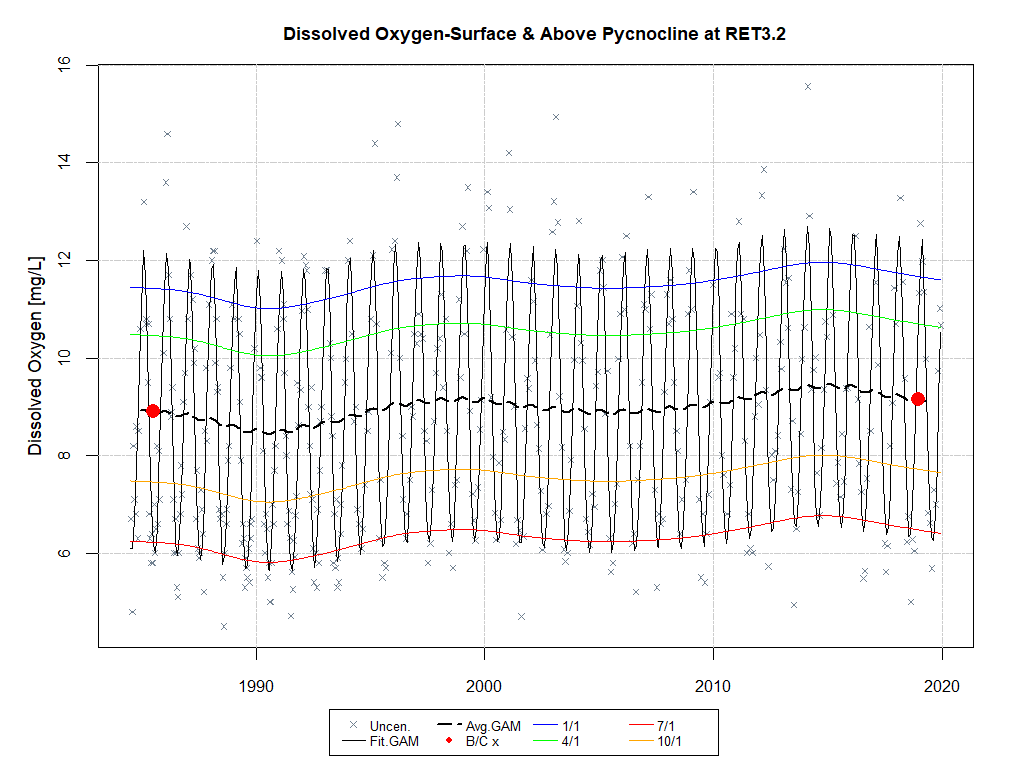 Dissolved Oxygen-Surface & Above Pycnocline at RET3.2
Dissolved Oxygen [mg/L]
16
14
12
10
8
6
1990 2000 2010 2020
Uncen. Avg.GAM 1/1 7/1
Fit.GAM B/C x 4/1 10/1